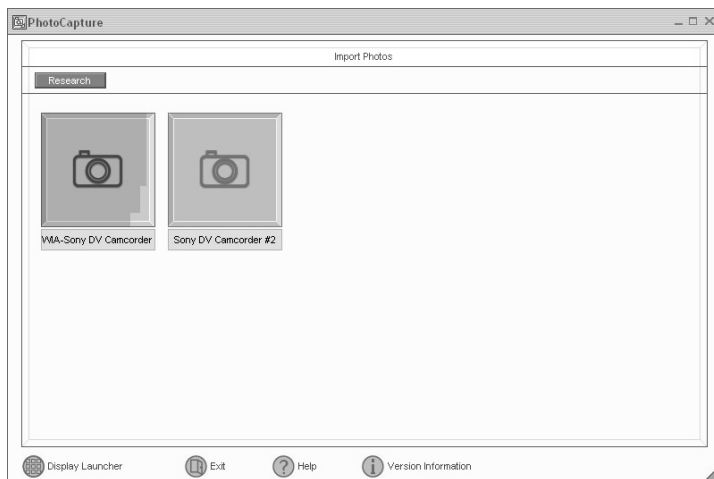 PhotoCapture
Import Photos
Research
WIA-Sony DV Camcorder
Sony DV Camcorder #2
Display Launcher
Exit
Help
Version Information